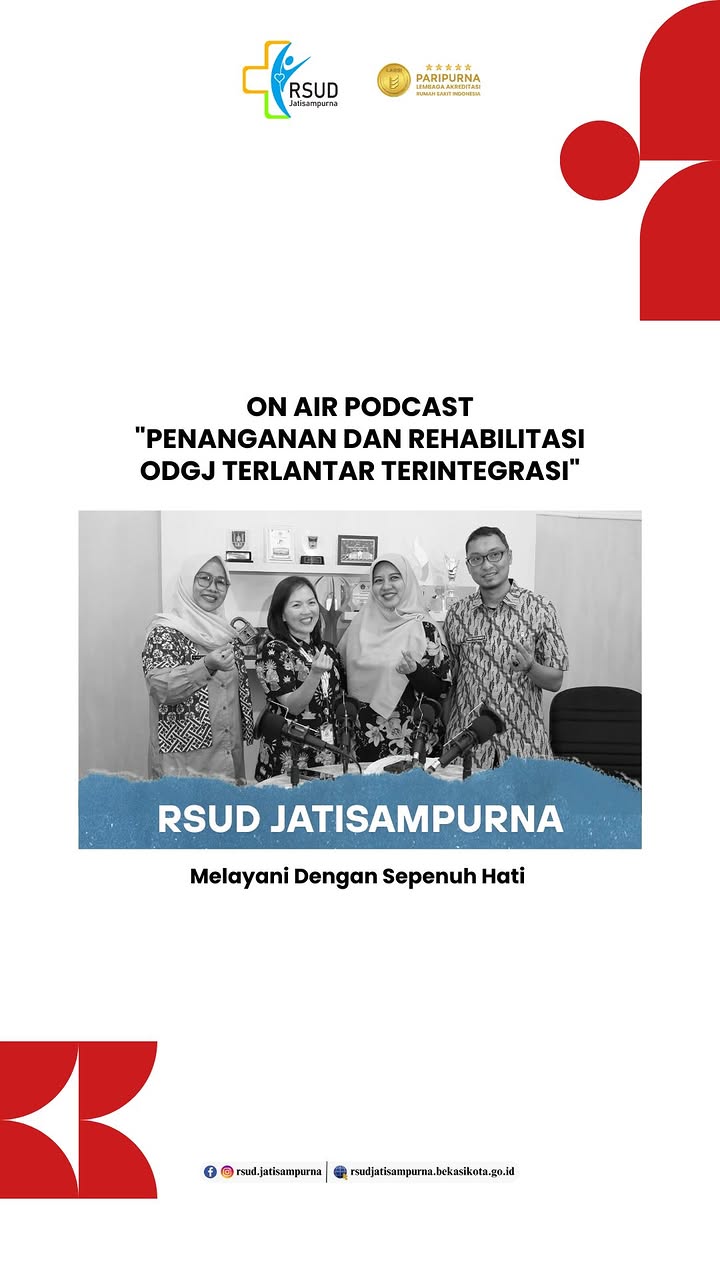 RSUD
Jatisampurna
PARIPURNA
LEMBAGA AKREDITASI
RUMAH SAKIT INDONESIA
ON AIR PODCAST
"PENANGANAN DAN REHABILITASI
ODGJ TERLANTAR TERINTEGRASI"
RSUD JATISAMPURNA
Melayani Dengan Sepenuh Hati
rsud.jatisampurna
rsudjatisampurna.bekasikota.go.id